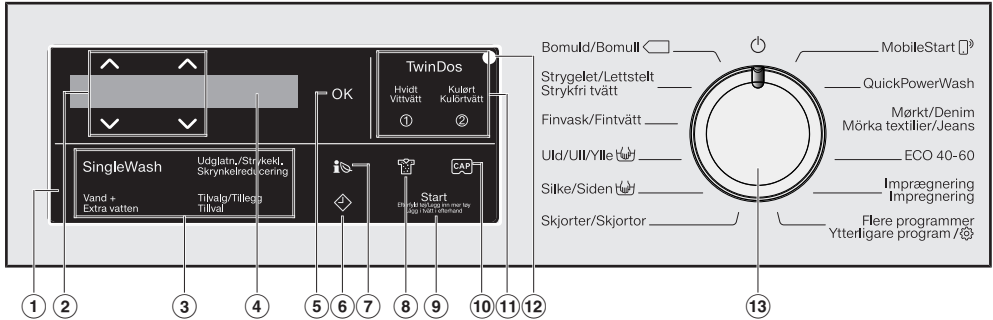 OK
TwinDos
Hvidt
Vittvätt
①
Kulørt
Kulörtvätt
②
SingleWash
Udglatn./Strykekl.
Skrynkelreducering
Vand +
Extra vatten
Tilvalg/Tillegg
Tillval
CAP
Start
Efterfyld tøj/Legg inn mer tøy
Lägg i tvätt i efterhand
Bomuld/Bomull
Strygelet/Lettstelt
Strykfri tvätt
Finvask/Fintvätt
Uld/Ull/Ylle
Silke/Siden
Skjorter/Skjortor
MobileStart
QuickPowerWash
Mørkt/Denim
Mörka textilier/Jeans
ECO 40-60
Imprægnering
Impregnering
Flere programmer
Ytterligare program /
1 2 3 4 5 6 7 8 9 10 11 12 13